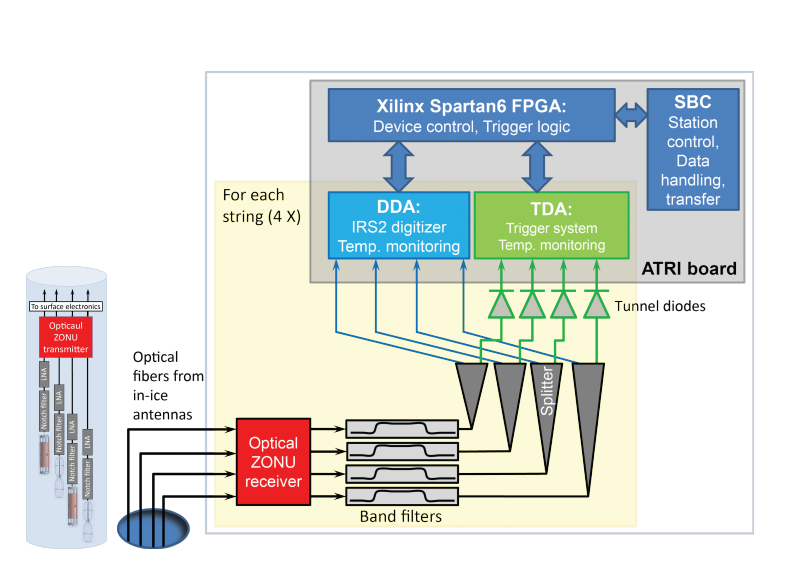 Xilinx Spartan6 FPGA:
Device control, Trigger logic
SBC
Station
control,
Data
handling,
transfer
For each
string (4 X)
DDA:
IRS2 digitizer
Temp. monitoring
TDA:
Trigger system
Temp. monitoring
ATRI board
Tunnel diodes
To surface electronics
Opticaul
ZONU
transmitter
LNA
Notch filter
LNA
Notch filter
LNA
Notch filter
LNA
Notch filter
Optical
fibers from
in-ice
antennas
Splitter
Optical
ZONU
receiver
Band filters